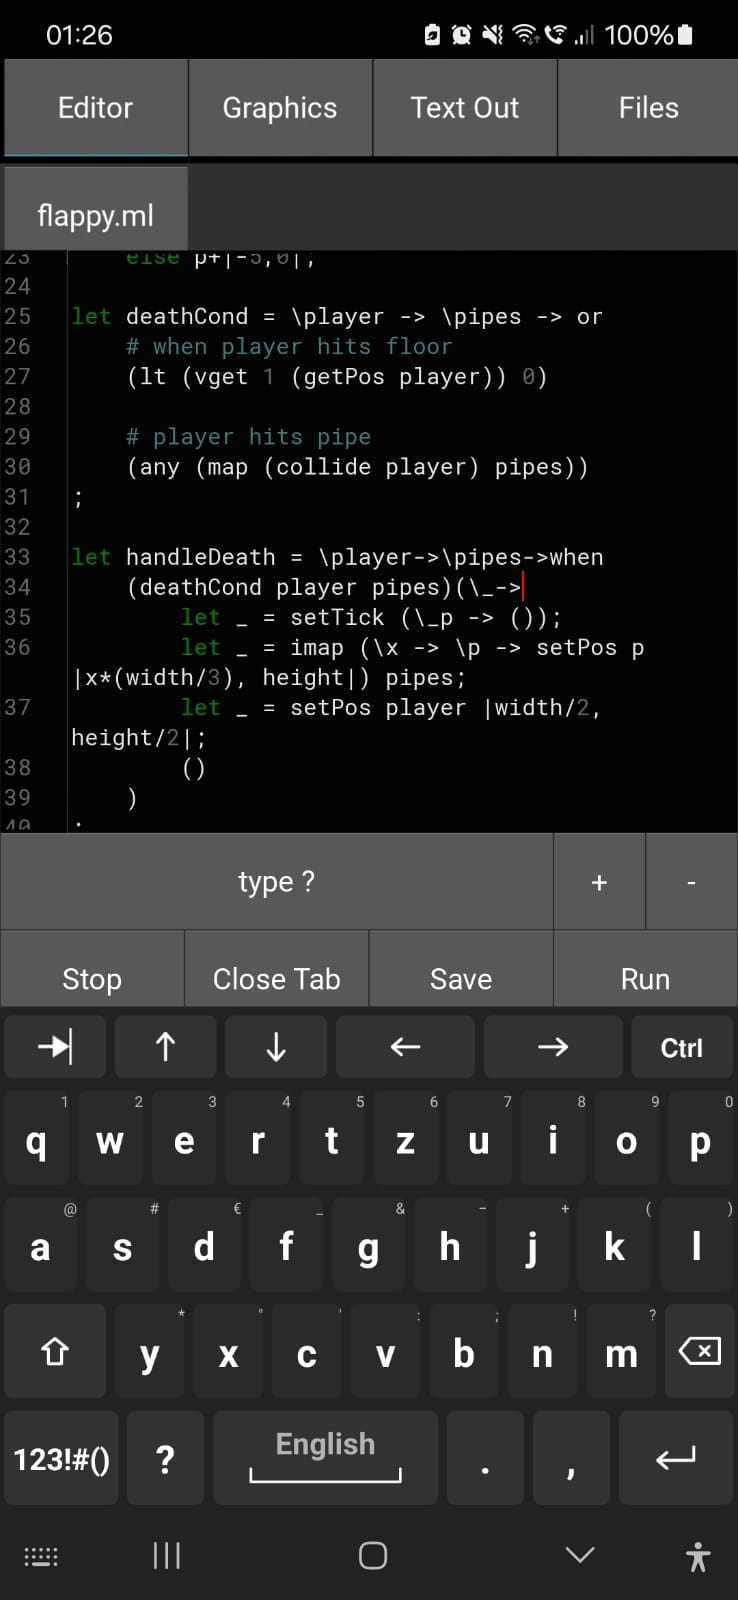 01:26 100%
Editor Graphics Text Out Files
flappy.ml
23 else p+|-5,0|;
24
25 let deathCond = \player -> \pipes -> or
26 # when player hits floor
27 (lt (vget 1 (getPos player)) 0)
28
29 # player hits pipe
30 (any (map (collide player) pipes))
31 ;
32
33 let handleDeath = \player->\pipes->when
34 (deathCond player pipes)(\_->
35 let _ = setTick (\_p -> ());
36 let _ = imap (\x -> \p -> setPos p
|x*(width/3), height|) pipes;
37 let _ = setPos player |width/2,
height/2|;
38 ()
39 )
40 ;
type ? + -
Stop Close Tab Save Run
Ctrl
1 2 3 4 5 6 7 8 9 0
q w e r t z u i o p
@ # € _ & - + ( )
a s d f g h j k l
* " ' : ; ! ?
y x c v b n m
123!#() ? English . ,